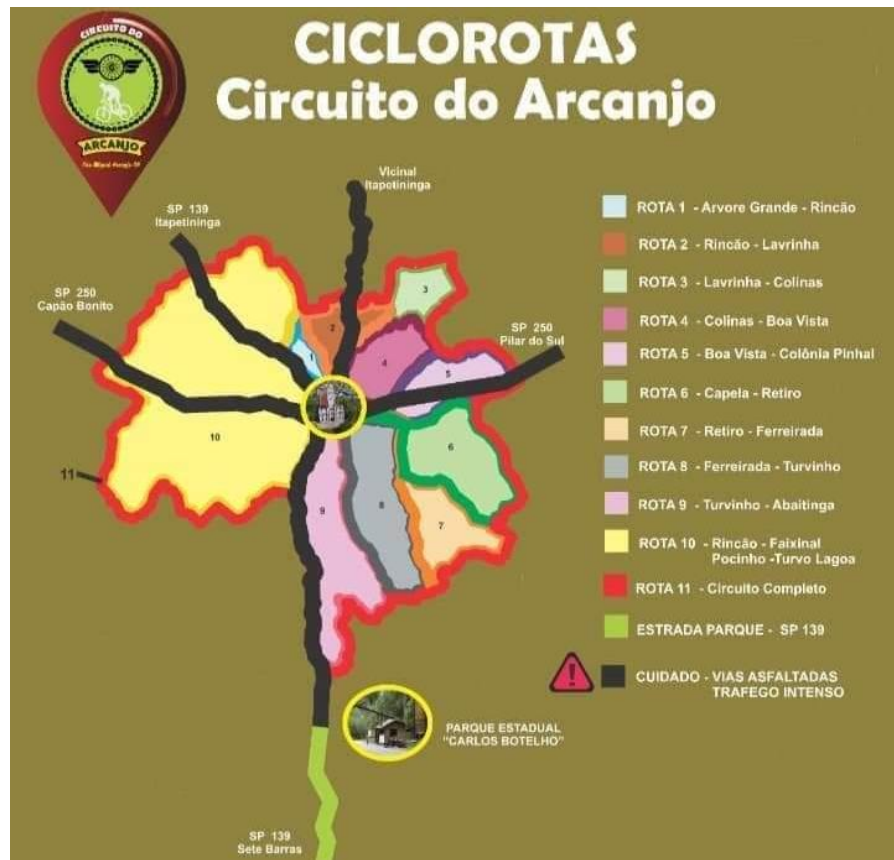 CIRCUITO DO
ARCANJO
São Miguel Arcanjo-SP
CICLOROTAS
Circuito do Arcanjo
Vicinal
Itapetininga
SP 139
Itapetininga
SP 250
Capão Bonito
SP 250
Pilar do Sul
1
2
3
4
5
6
7
8
9
10
11
ROTA 1 - Arvore Grande - Rincão
ROTA 2 - Rincão - Lavrinha
ROTA 3 - Lavrinha - Colinas
ROTA 4 - Colinas - Boa Vista
ROTA 5 - Boa Vista - Colônia Pinhal
ROTA 6 - Capela - Retiro
ROTA 7 - Retiro - Ferreirada
ROTA 8 - Ferreirada - Turvinho
ROTA 9 - Turvinho - Abaitinga
ROTA 10 - Rincão - Faixinal
Pocinho -Turvo Lagoa
ROTA 11 - Circuito Completo
ESTRADA PARQUE - SP 139
!
CUIDADO - VIAS ASFALTADAS
TRAFEGO INTENSO
PARQUE ESTADUAL
"CARLOS BOTELHO"
SP 139
Sete Barras